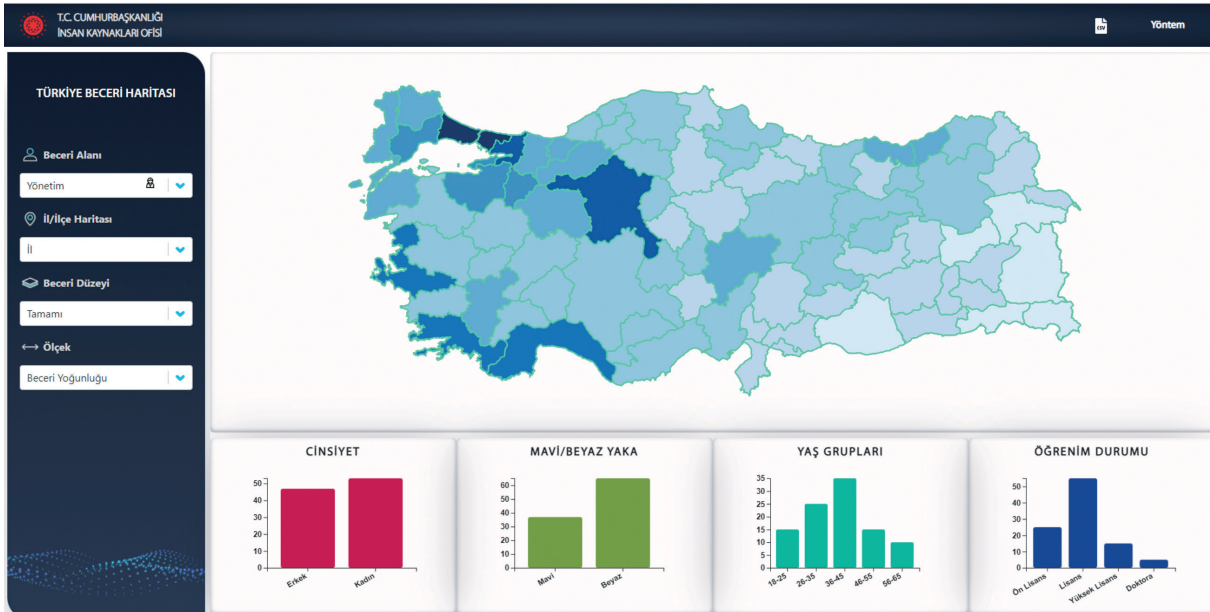 T.C. CUMHURBAŞKANLIĞI
İNSAN KAYNAKLARI OFİSİ
CSV
Yöntem
TÜRKİYE BECERİ HARİTASI
Beceri Alanı
Yönetim
İl/İlçe Haritası
İl
Beceri Düzeyi
Tamamı
Ölçek
Beceri Yoğunluğu
CİNSİYET
50
40
30
20
10
0
Erkek
Kadın
MAVİ/BEYAZ YAKA
60
50
40
30
20
10
0
Mavi
Beyaz
YAŞ GRUPLARI
35
30
25
20
15
10
5
0
18-25
26-35
36-45
46-55
56-65
ÖĞRENİM DURUMU
50
40
30
20
10
0
Ön Lisans
Lisans
Yüksek Lisans
Doktora